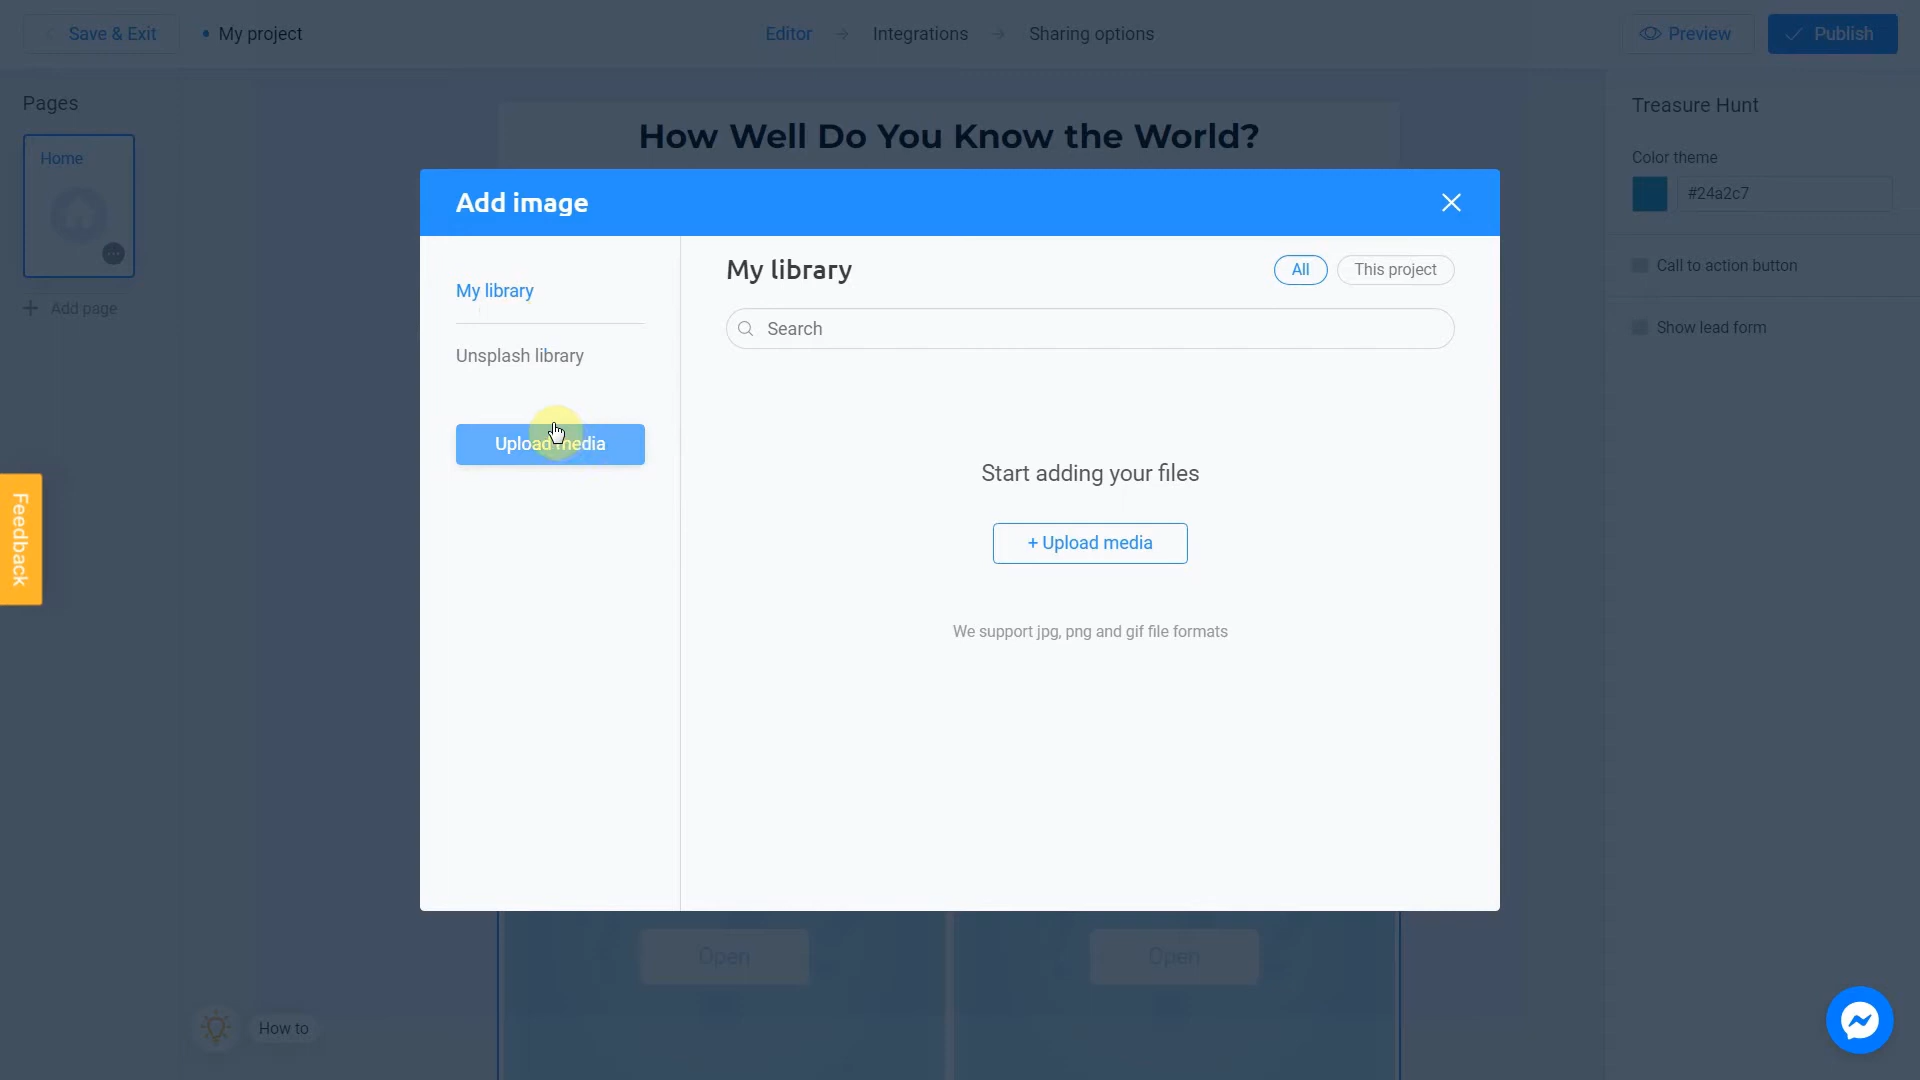 Save & Exit
My project
Editor
Integrations
Sharing options
Preview
Publish
Pages
Home
Add page
How Well Do You Know the World?
Treasure Hunt
Color theme
#24a2c7
Call to action button
Show lead form
Add image
My library
Unsplash library
Upload media
My library
All
This project
Search
Start adding your files
+ Upload media
We support jpg, png and gif file formats
Feedback
Open
Open
How to